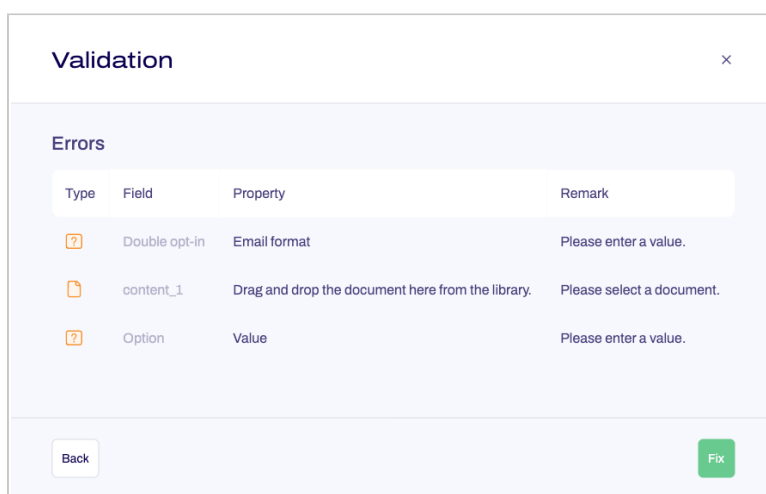 Validation
Errors
Type Field Property Remark
Double opt-in Email format Please enter a value.
content_1 Drag and drop the document here from the library. Please select a document.
Option Value Please enter a value.
Back Fix